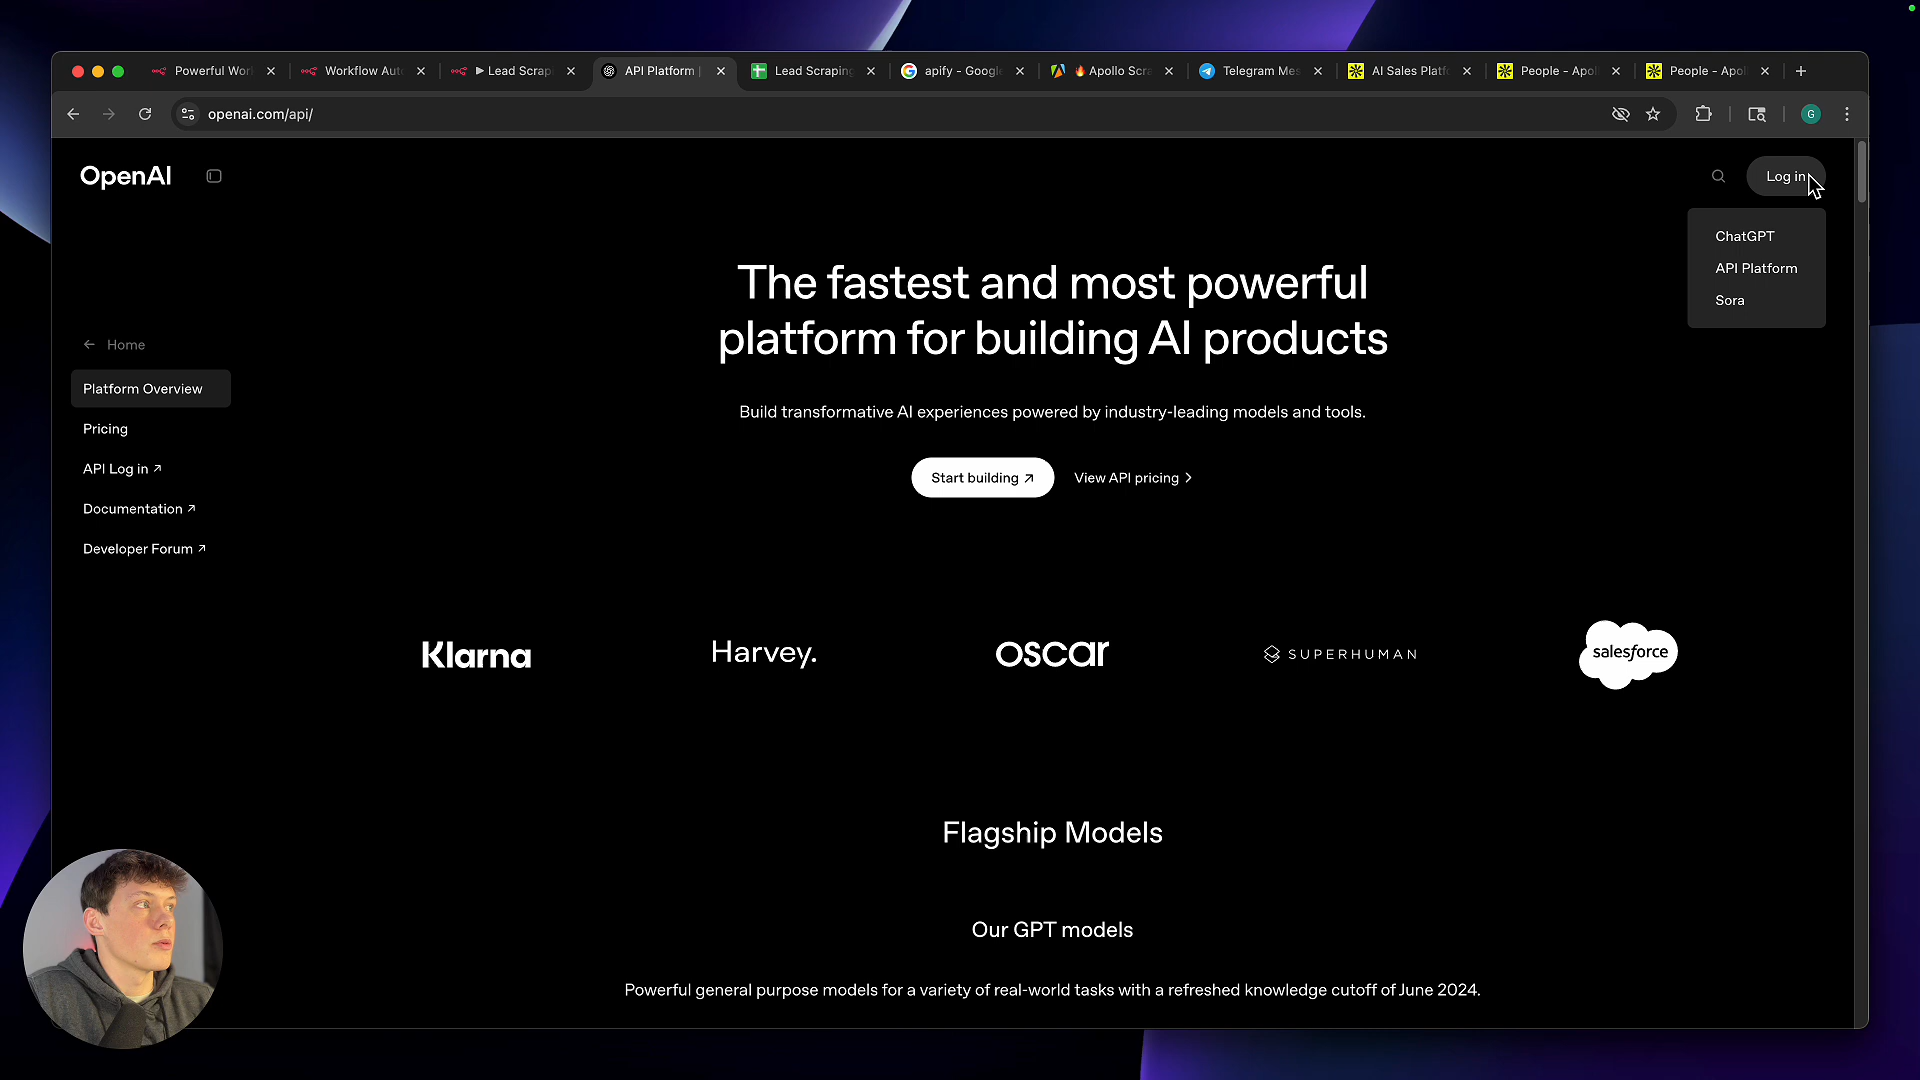 Powerful Wor
Workflow Aut
▶ Lead Scrap
API Platform |
Lead Scraping
apify - Google
🔥Apollo Scra
Telegram Mes
AI Sales Platf
People - Apol
People - Apol
openai.com/api/
G
OpenAI
Log in
ChatGPT
API Platform
Sora
← Home
Platform Overview
Pricing
API Log in ↗
Documentation ↗
Developer Forum ↗
The fastest and most powerful
platform for building AI products
Build transformative AI experiences powered by industry-leading models and tools.
Start building ↗
View API pricing >
Klarna
Harvey.
oscar
SUPERHUMAN
salesforce
Flagship Models
Our GPT models
Powerful general purpose models for a variety of real-world tasks with a refreshed knowledge cutoff of June 2024.